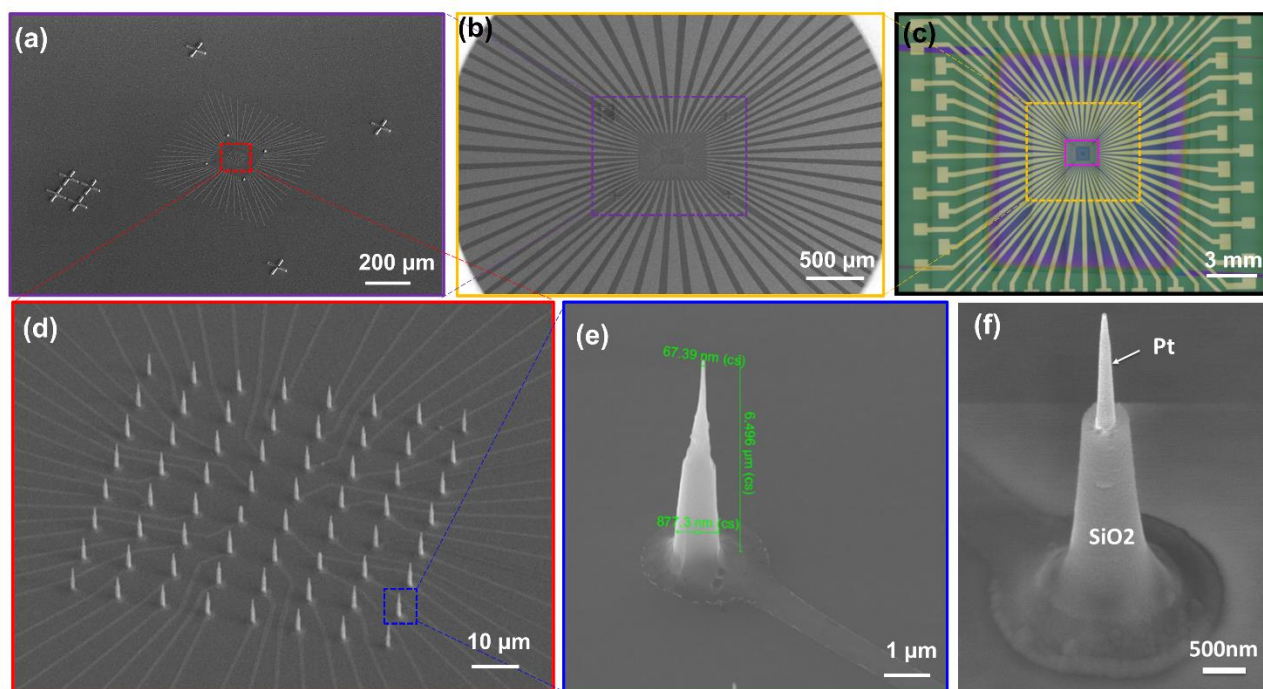 (a)
200 μm
(b)
500 μm
(c)
3 mm
(d)
10 μm
(e)
67.39 nm (cs)
6.496 μm (cs)
877.3 nm (cs)
1 μm
(f)
Pt
SiO2
500nm